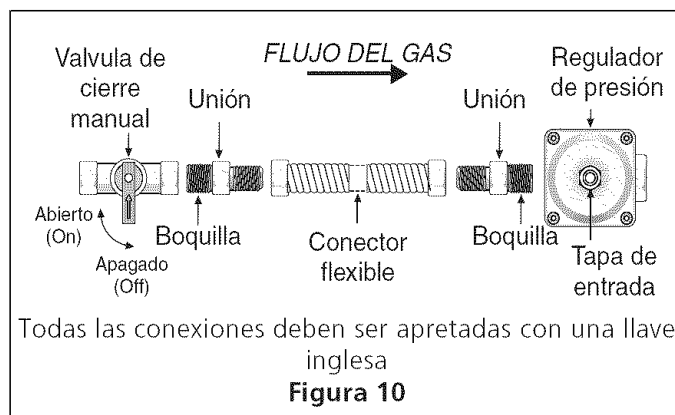 FLUJO DEL GAS
Valvula de
cierre
manual
Unión
Unión
Regulador
de presión
Abierto
(On)
Apagado
(Off)
Boquilla
Conector
flexible
Boquilla
Tapa de
entrada
Todas las conexiones deben ser apretadas con una llave
inglesa
Figura 10